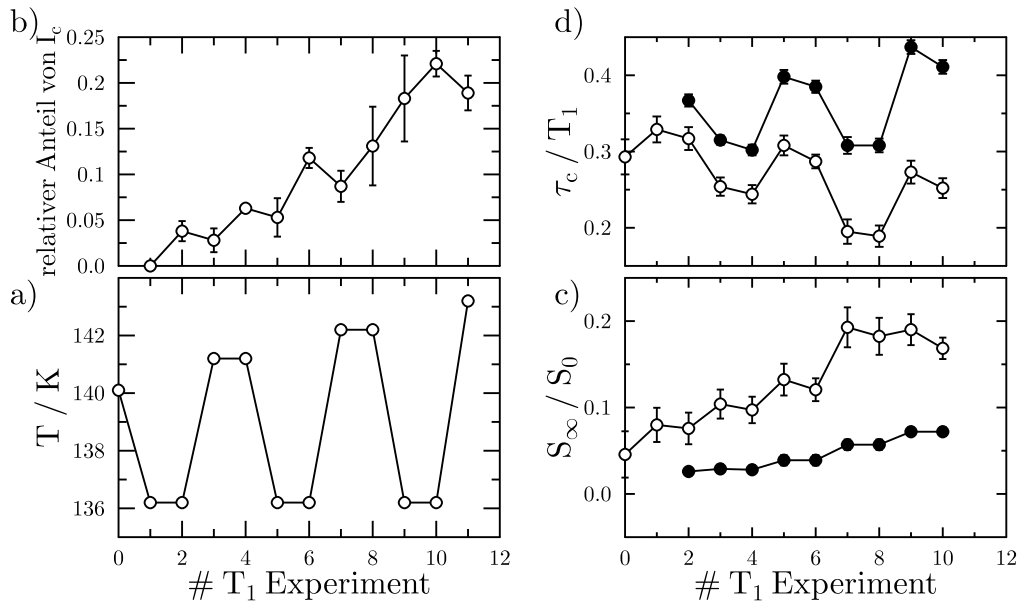 b)
relativer Anteil von I_c
0.25
0.2
0.15
0.1
0.05
0.0
d)
τ_c / T_1
0.4
0.3
0.2
a)
T / K
142
140
138
136
0 2 4 6 8 10 12
# T_1 Experiment
c)
S_∞ / S_0
0.2
0.1
0.0
0 2 4 6 8 10 12
# T_1 Experiment